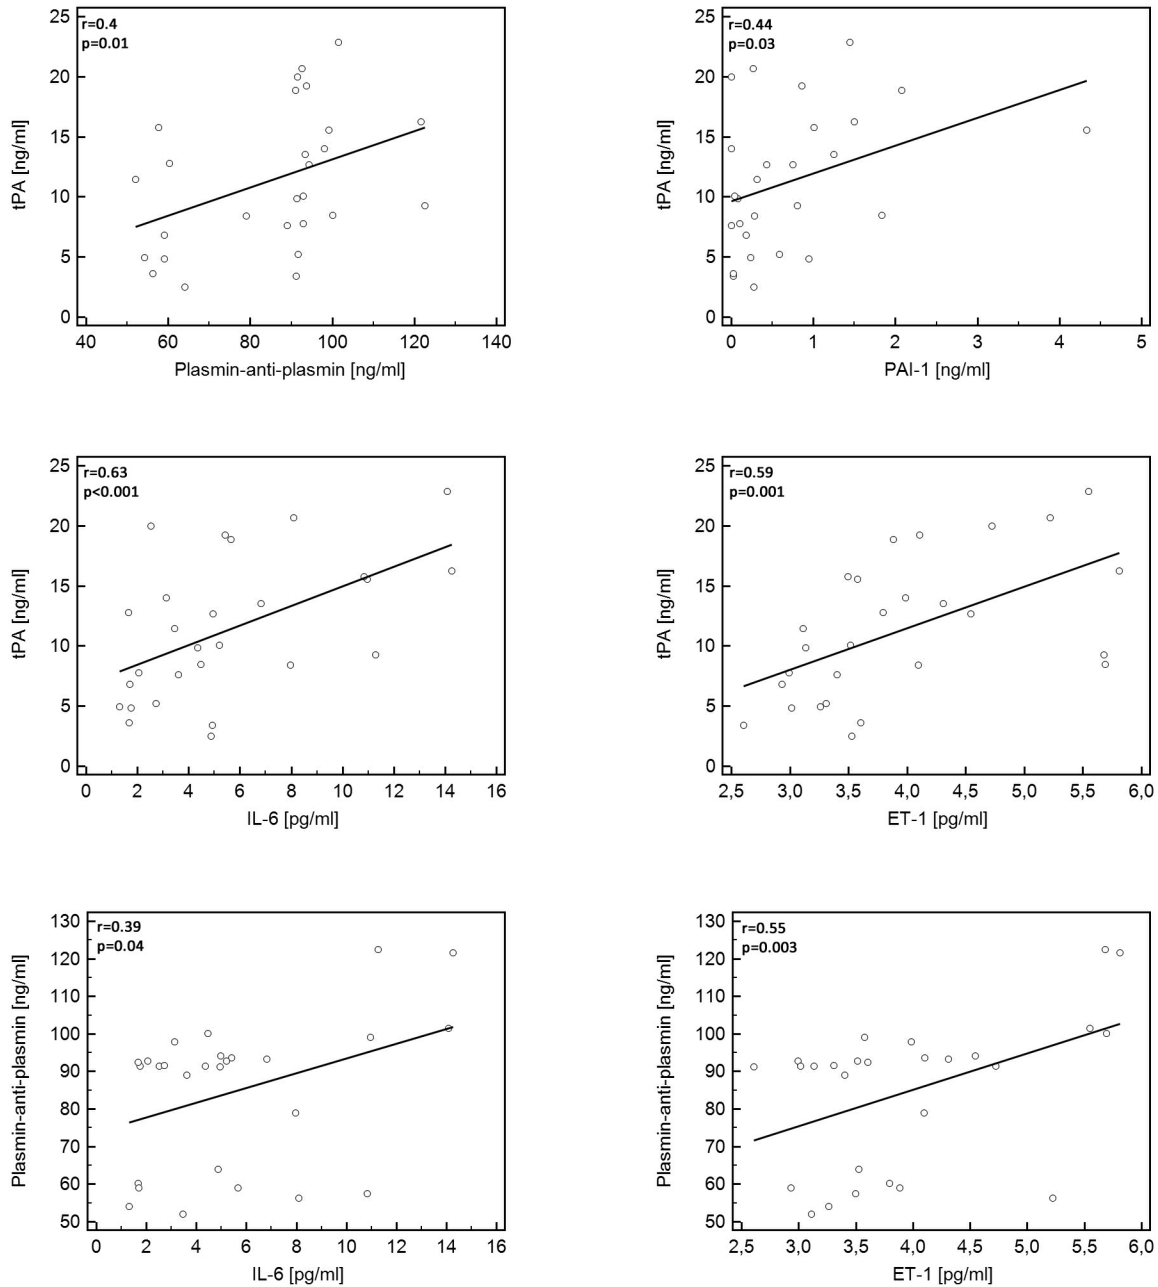 r=0.4
p=0.01
25
20
15
10
5
0
tPA [ng/ml]
40 60 80 100 120 140
Plasmin-anti-plasmin [ng/ml]
r=0.44
p=0.03
25
20
15
10
5
0
tPA [ng/ml]
0 1 2 3 4 5
PAI-1 [ng/ml]
r=0.63
p<0.001
25
20
15
10
5
0
tPA [ng/ml]
0 2 4 6 8 10 12 14 16
IL-6 [pg/ml]
r=0.59
p=0.001
25
20
15
10
5
0
tPA [ng/ml]
2,5 3,0 3,5 4,0 4,5 5,0 5,5 6,0
ET-1 [pg/ml]
r=0.39
p=0.04
130
120
110
100
90
80
70
60
50
Plasmin-anti-plasmin [ng/ml]
0 2 4 6 8 10 12 14 16
IL-6 [pg/ml]
r=0.55
p=0.003
130
120
110
100
90
80
70
60
50
Plasmin-anti-plasmin [ng/ml]
2,5 3,0 3,5 4,0 4,5 5,0 5,5 6,0
ET-1 [pg/ml]